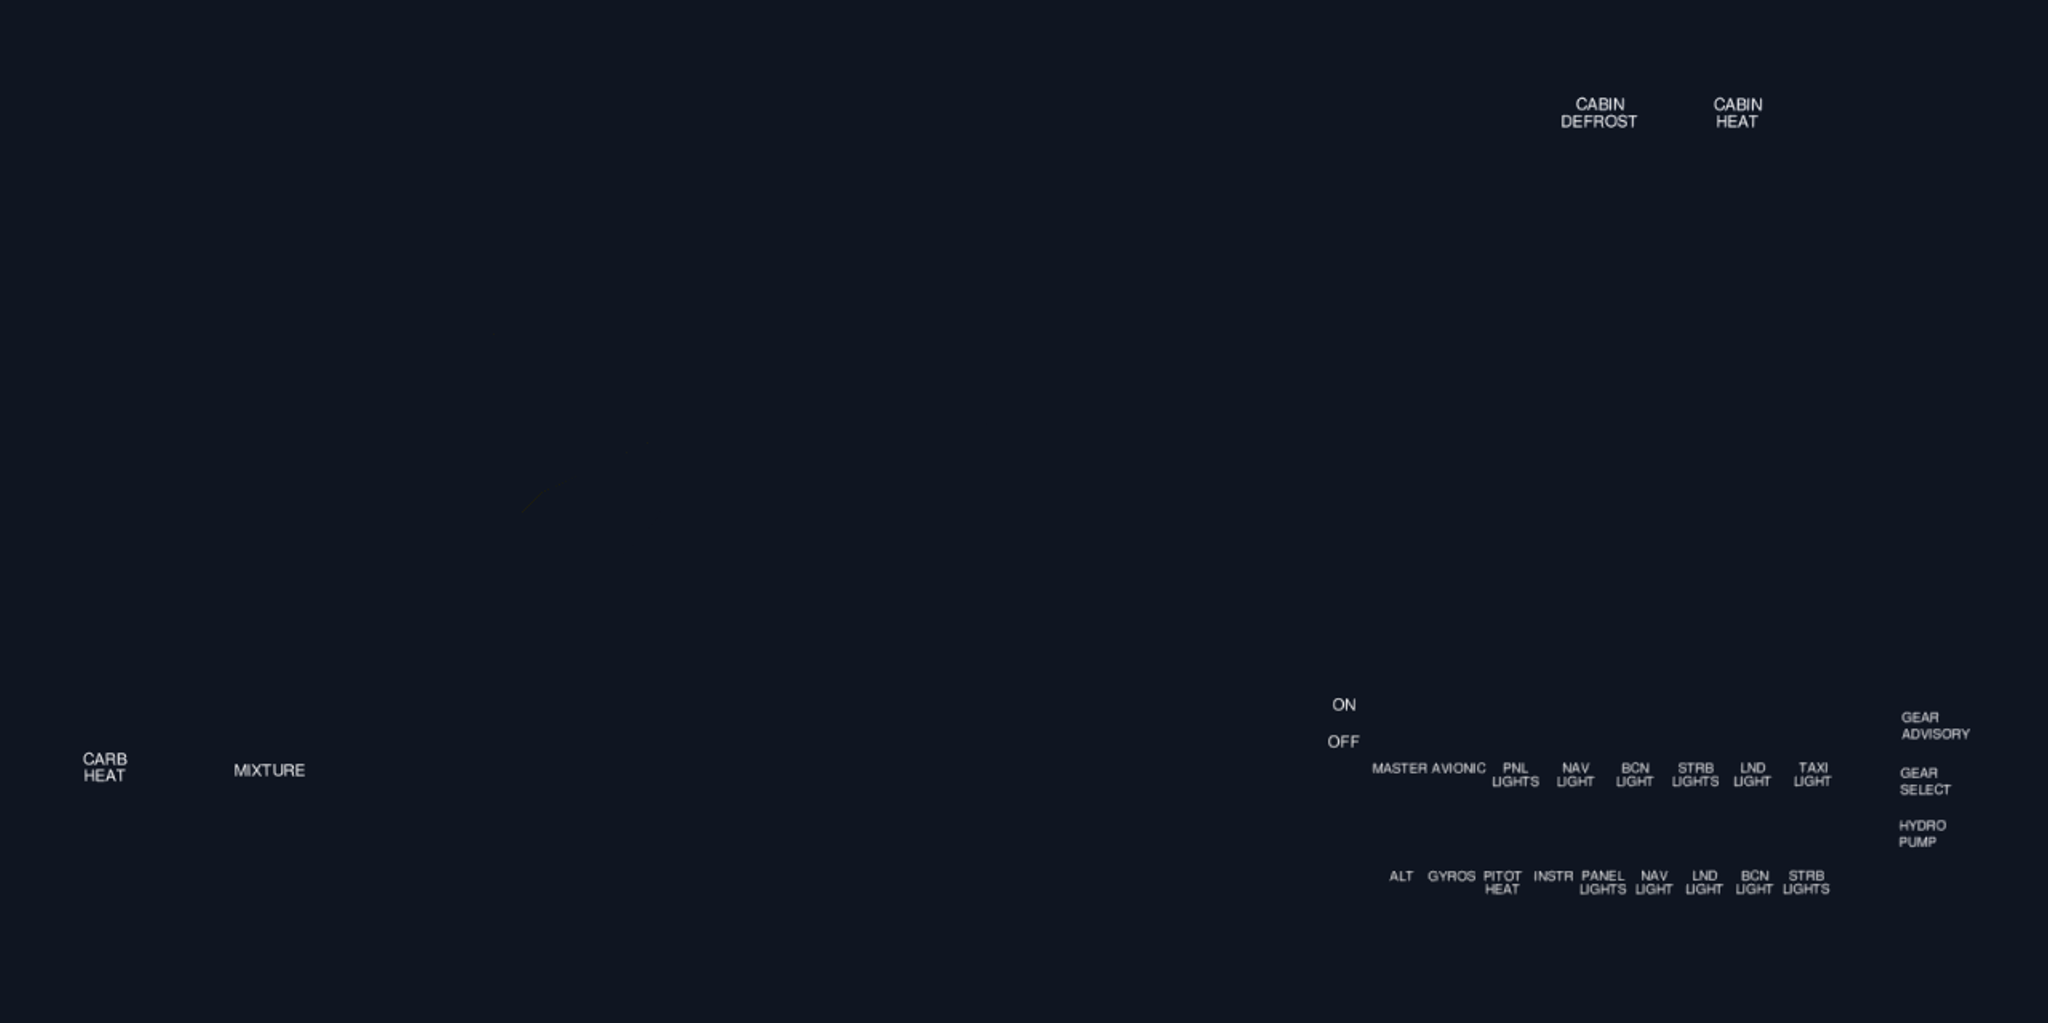 CABIN
DEFROST
CABIN
HEAT
ON
OFF
CARB
HEAT
MIXTURE
MASTER AVIONIC
PNL
LIGHTS
NAV
LIGHT
BCN
LIGHT
STRB
LIGHTS
LND
LIGHT
TAXI
LIGHT
GEAR
ADVISORY
GEAR
SELECT
HYDRO
PUMP
ALT
GYROS
PITOT
HEAT
INSTR
PANEL
LIGHTS
NAV
LIGHT
LND
LIGHT
BCN
LIGHT
STRB
LIGHTS